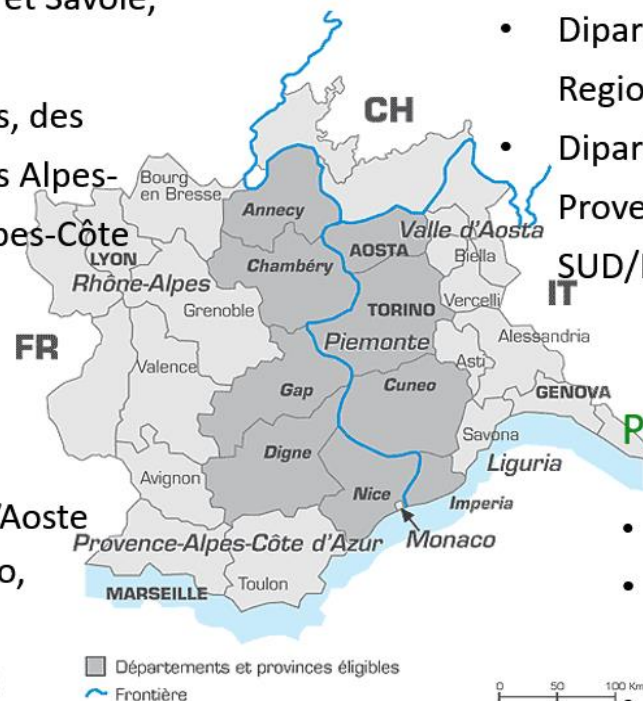 et Savoie,
s, des
s Alpes-
pes-Côte
/Aoste
o,
• Dipar
Regio
• Dipar
Prove
SUD/
P
•
•
CH
FR
IT
Bourg
en Bresse
Annecy
LYON
Rhône-Alpes
Chambéry
AOSTA
Valle d'Aosta
Biella
Vercelli
Grenoble
TORINO
Piemonte
Alessandria
Asti
Valence
Gap
Cuneo
GENOVA
Savona
Liguria
Digne
Avignon
Nice
Imperia
Monaco
Provence-Alpes-Côte d'Azur
Toulon
MARSEILLE
Départements et provinces éligibles
Frontière
0 50 100 Km